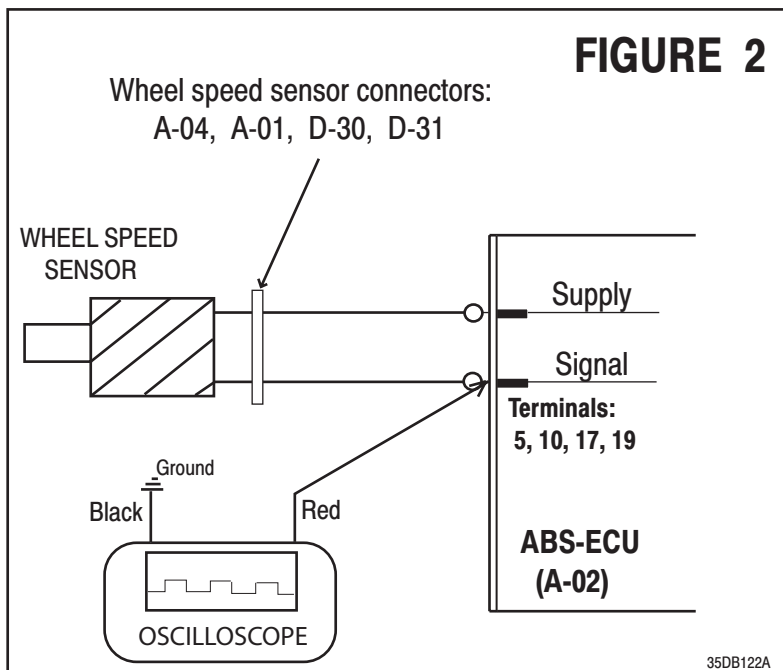 FIGURE 2
Wheel speed sensor connectors:
A-04, A-01, D-30, D-31
WHEEL SPEED
SENSOR
Supply
Signal
Terminals:
5, 10, 17, 19
Ground
Black
Red
ABS-ECU
(A-02)
OSCILLOSCOPE
35DB122A